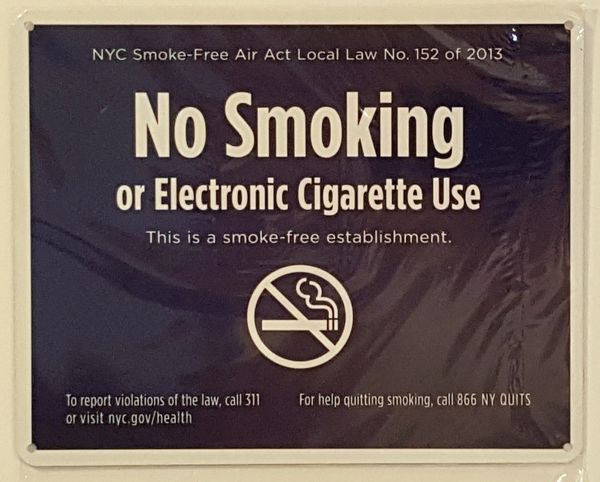 NYC Smoke-Free Air Act Local Law No. 152 of 2013
No Smoking
or Electronic Cigarette Use
This is a smoke-free establishment.
To report violations of the law, call 311
or visit nyc.gov/health
For help quitting smoking, call 866 NY QUITS